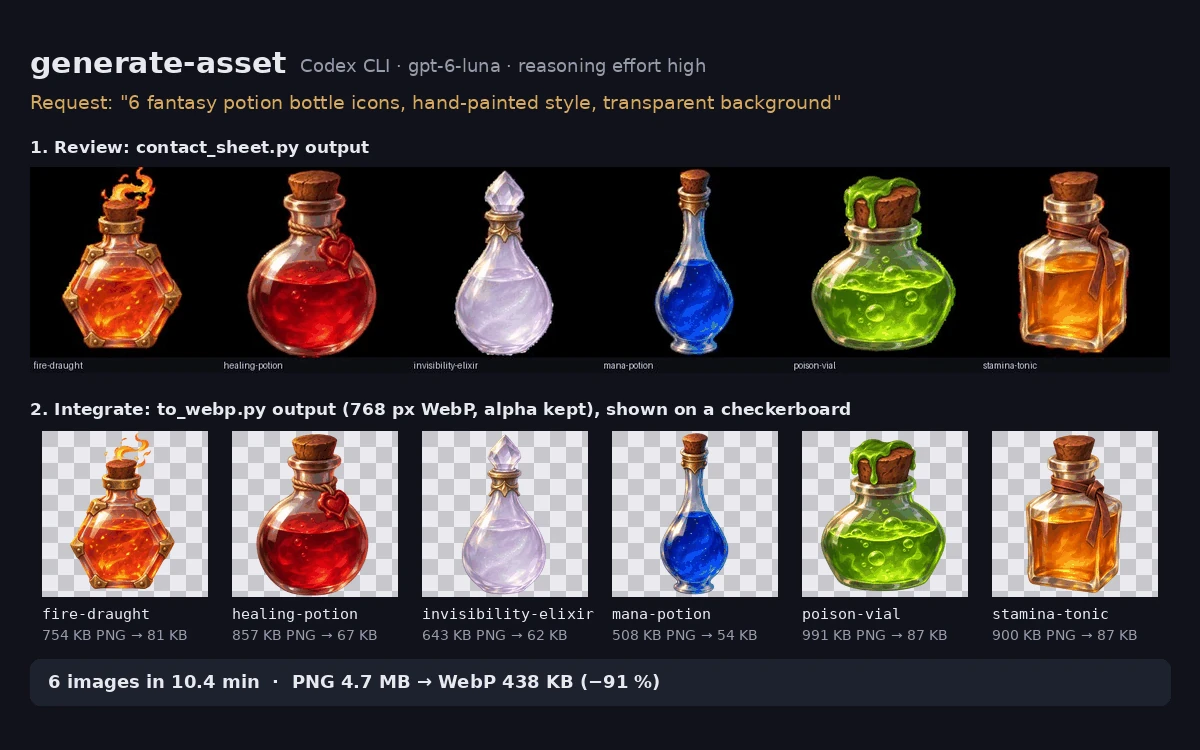 generate-asset Codex CLI · gpt-6-luna · reasoning effort high
Request: "6 fantasy potion bottle icons, hand-painted style, transparent background"
1. Review: contact_sheet.py output
fire-draught healing-potion invisibility-elixir mana-potion poison-vial stamina-tonic
2. Integrate: to_webp.py output (768 px WebP, alpha kept), shown on a checkerboard
fire-draught healing-potion invisibility-elixir mana-potion poison-vial stamina-tonic
754 KB PNG → 81 KB 857 KB PNG → 67 KB 643 KB PNG → 62 KB 508 KB PNG → 54 KB 991 KB PNG → 87 KB 900 KB PNG → 87 KB
6 images in 10.4 min · PNG 4.7 MB → WebP 438 KB (−91 %)